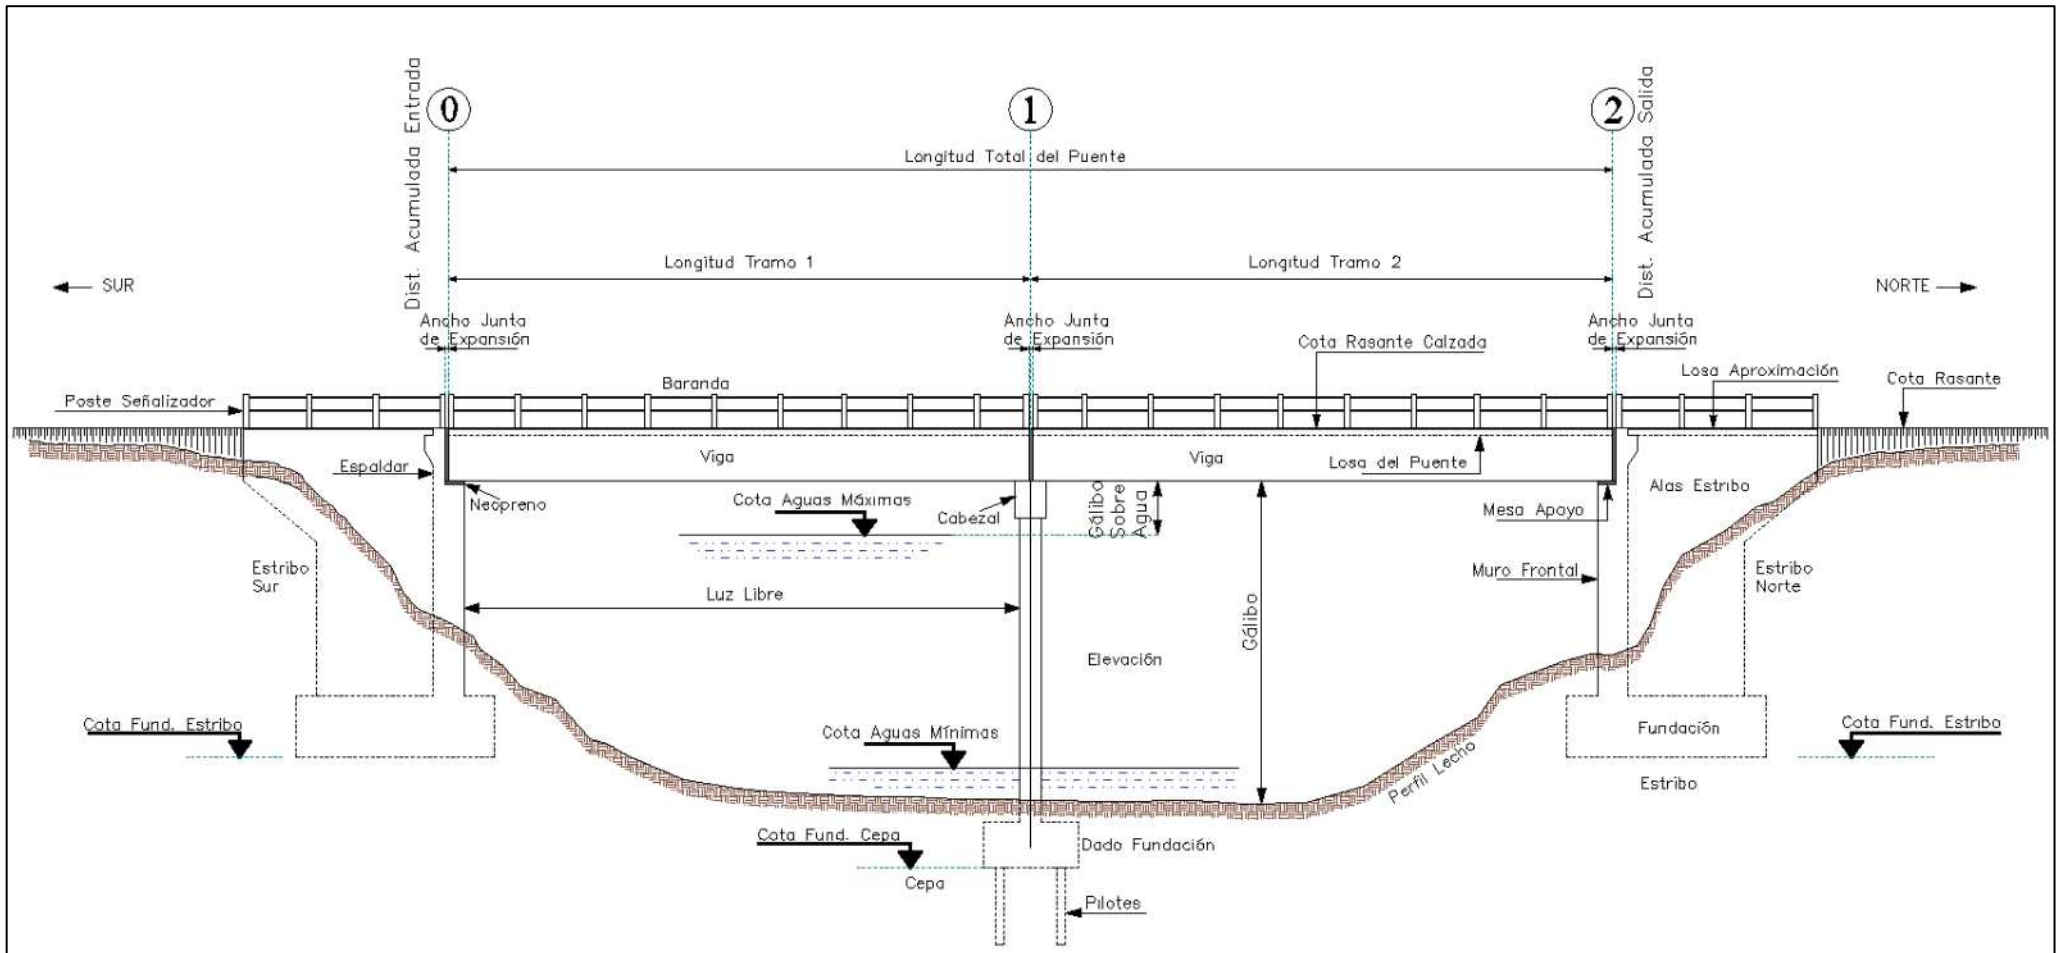 Dist. Acumulada Entrada
0
1
2
Dist. Acumulada Salida
Longitud Total del Puente
Longitud Tramo 1
Longitud Tramo 2
SUR
NORTE
Ancho Junta
de Expansión
Ancho Junta
de Expansión
Ancho Junta
de Expansión
Cota Rasante Calzada
Losa Aproximación
Cota Rasante
Baranda
Poste Señalizador
Viga
Viga
Espaldar
Losa del Puente
Neopreno
Cota Aguas Máximas
Cabezal
Gálibo
Sobre
Agua
Alas Estribo
Mesa Apoyo
Estribo
Sur
Luz Libre
Gálibo
Muro Frontal
Estribo
Norte
Elevación
Cota Fund. Estribo
Cota Aguas Mínimas
Perfil Lecho
Fundación
Cota Fund. Estribo
Estribo
Cota Fund. Cepa
Dado Fundación
Cepa
Pilotes